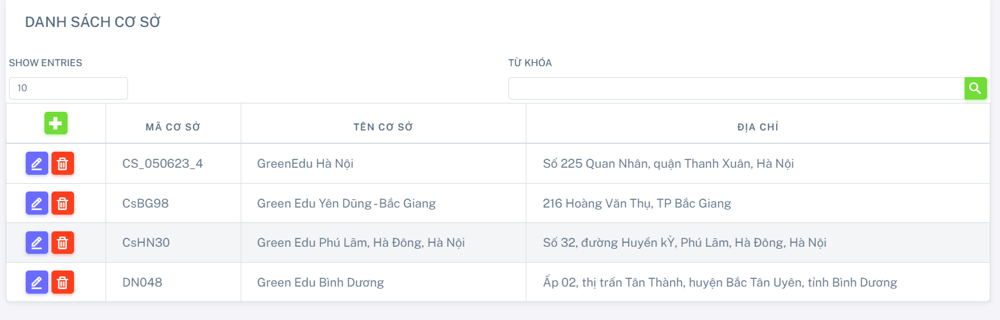 DANH SÁCH CƠ SỞ
SHOW ENTRIES
TỪ KHÓA
10
MÃ CƠ SỞ TÊN CƠ SỞ ĐỊA CHỈ
CS_050623_4 GreenEdu Hà Nội Số 225 Quan Nhân, quận Thanh Xuân, Hà Nội
CsBG98 Green Edu Yên Dũng - Bắc Giang 216 Hoàng Văn Thụ, TP Bắc Giang
CsHN30 Green Edu Phú Lãm, Hà Đông, Hà Nội Số 32, đường Huyền kỲ, Phú Lãm, Hà Đông, Hà Nội
DN048 Green Edu Bình Dương Ấp 02, thị trấn Tân Thành, huyện Bắc Tân Uyên, tỉnh Bình Dương